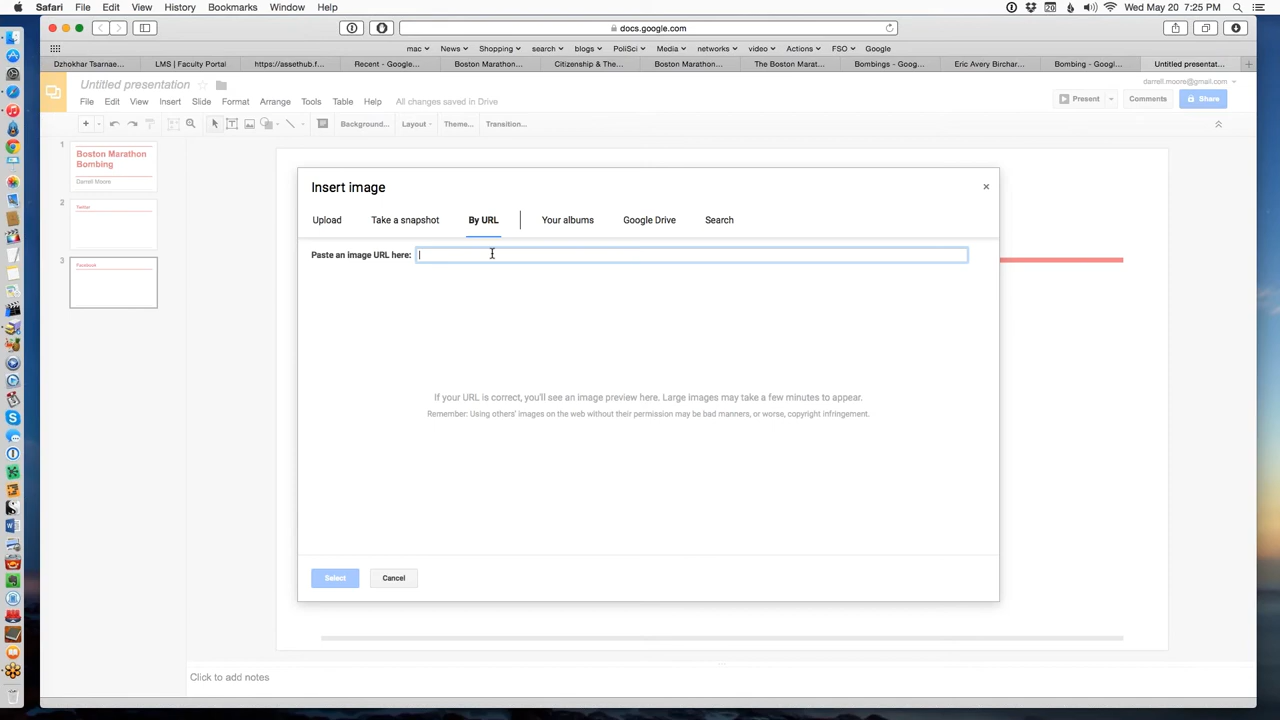 Safari File Edit View History Bookmarks Window Help Wed May 20 7:25 PM
docs.google.com
mac News Shopping search blogs PoliSci Media networks video Actions FSO Google
Dzhokhar Tsarnae... LMS | Faculty Portal https://assethub.f... Recent - Google... Boston Marathon... Citizenship & The... Boston Marathon... The Boston Marat... Bombings - Goog... Eric Avery Birchar... Bombing - Googl... Untitled presentat...
Untitled presentation
darrell.moore@gmail.com
File Edit View Insert Slide Format Arrange Tools Table Help All changes saved in Drive
Present Comments Share
Background... Layout Theme... Transition...
1
Boston Marathon
Bombing
Darrell Moore
2
Twitter
3
Facebook
Insert image
Upload Take a snapshot By URL Your albums Google Drive Search
Paste an image URL here:
If your URL is correct, you'll see an image preview here. Large images may take a few minutes to appear.
Remember: Using others' images on the web without their permission may be bad manners, or worse, copyright infringement.
Select Cancel
Click to add notes